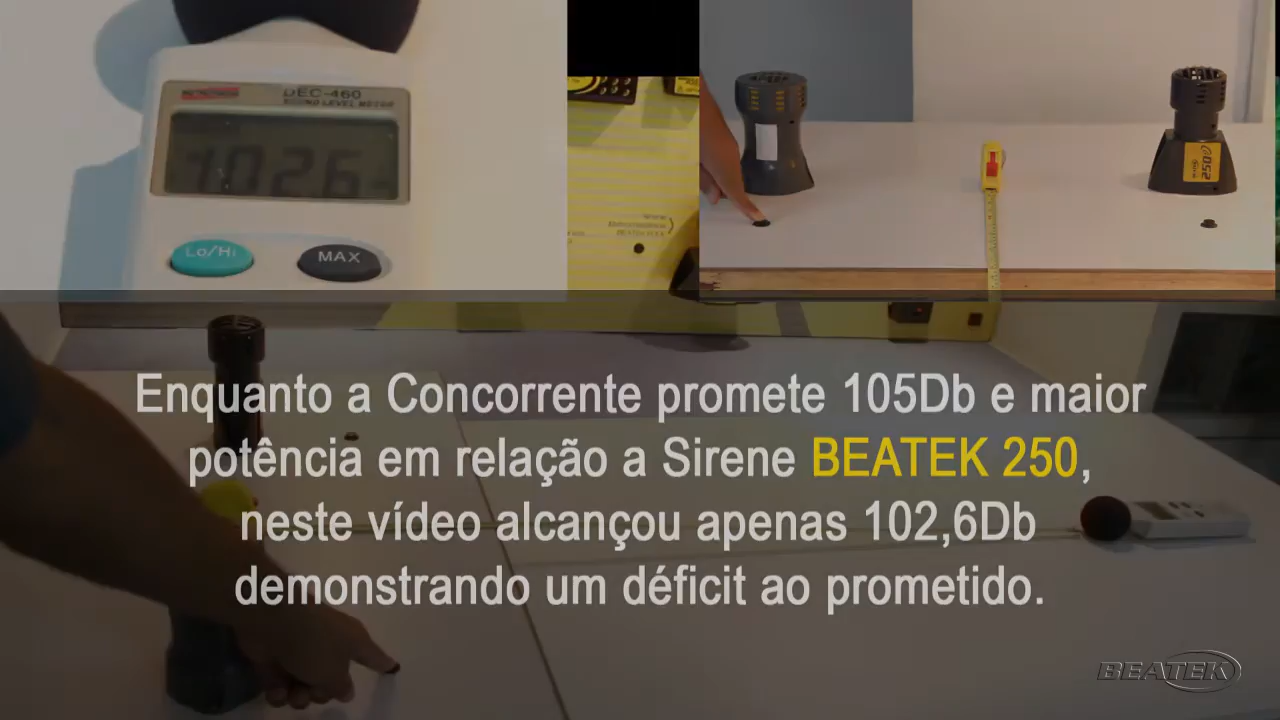 DEC-460
SOUND LEVEL METER
102.6
Lo/Hi
MAX
250
Enquanto a Concorrente promete 105Db e maior
potência em relação a Sirene BEATEK 250,
neste vídeo alcançou apenas 102,6Db
demonstrando um déficit ao prometido.
BEATEK